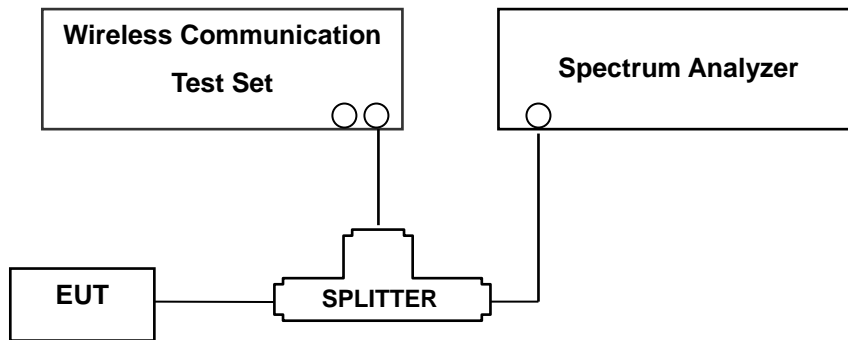 Wireless Communication
Test Set
Spectrum Analyzer
EUT
SPLITTER